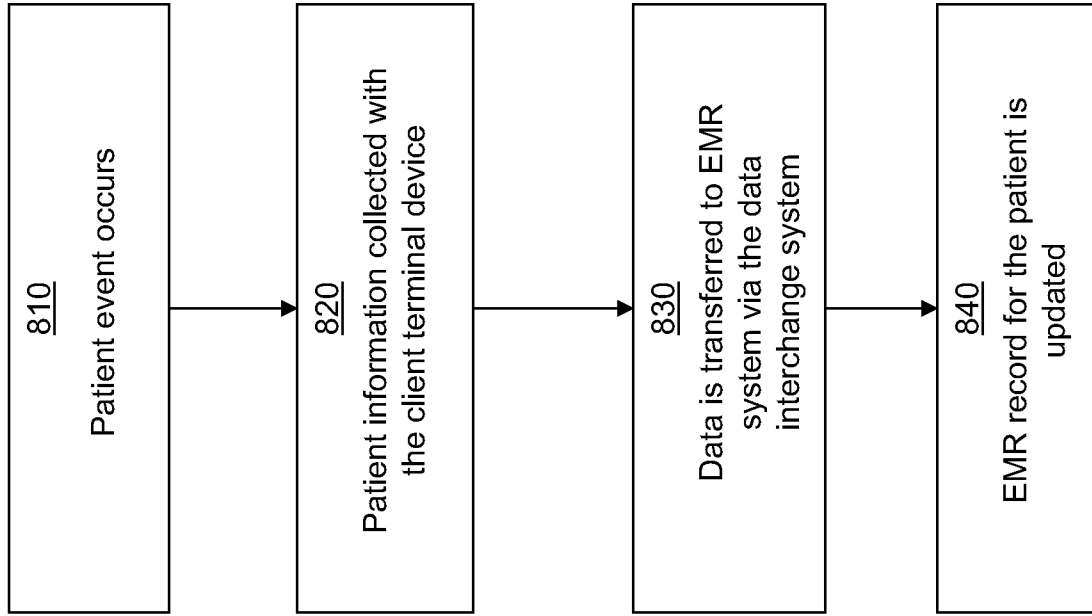 810
Patient event occurs
820
Patient information collected with
the client terminal device
830
Data is transferred to EMR
system via the data
interchange system
840
EMR record for the patient is
updated